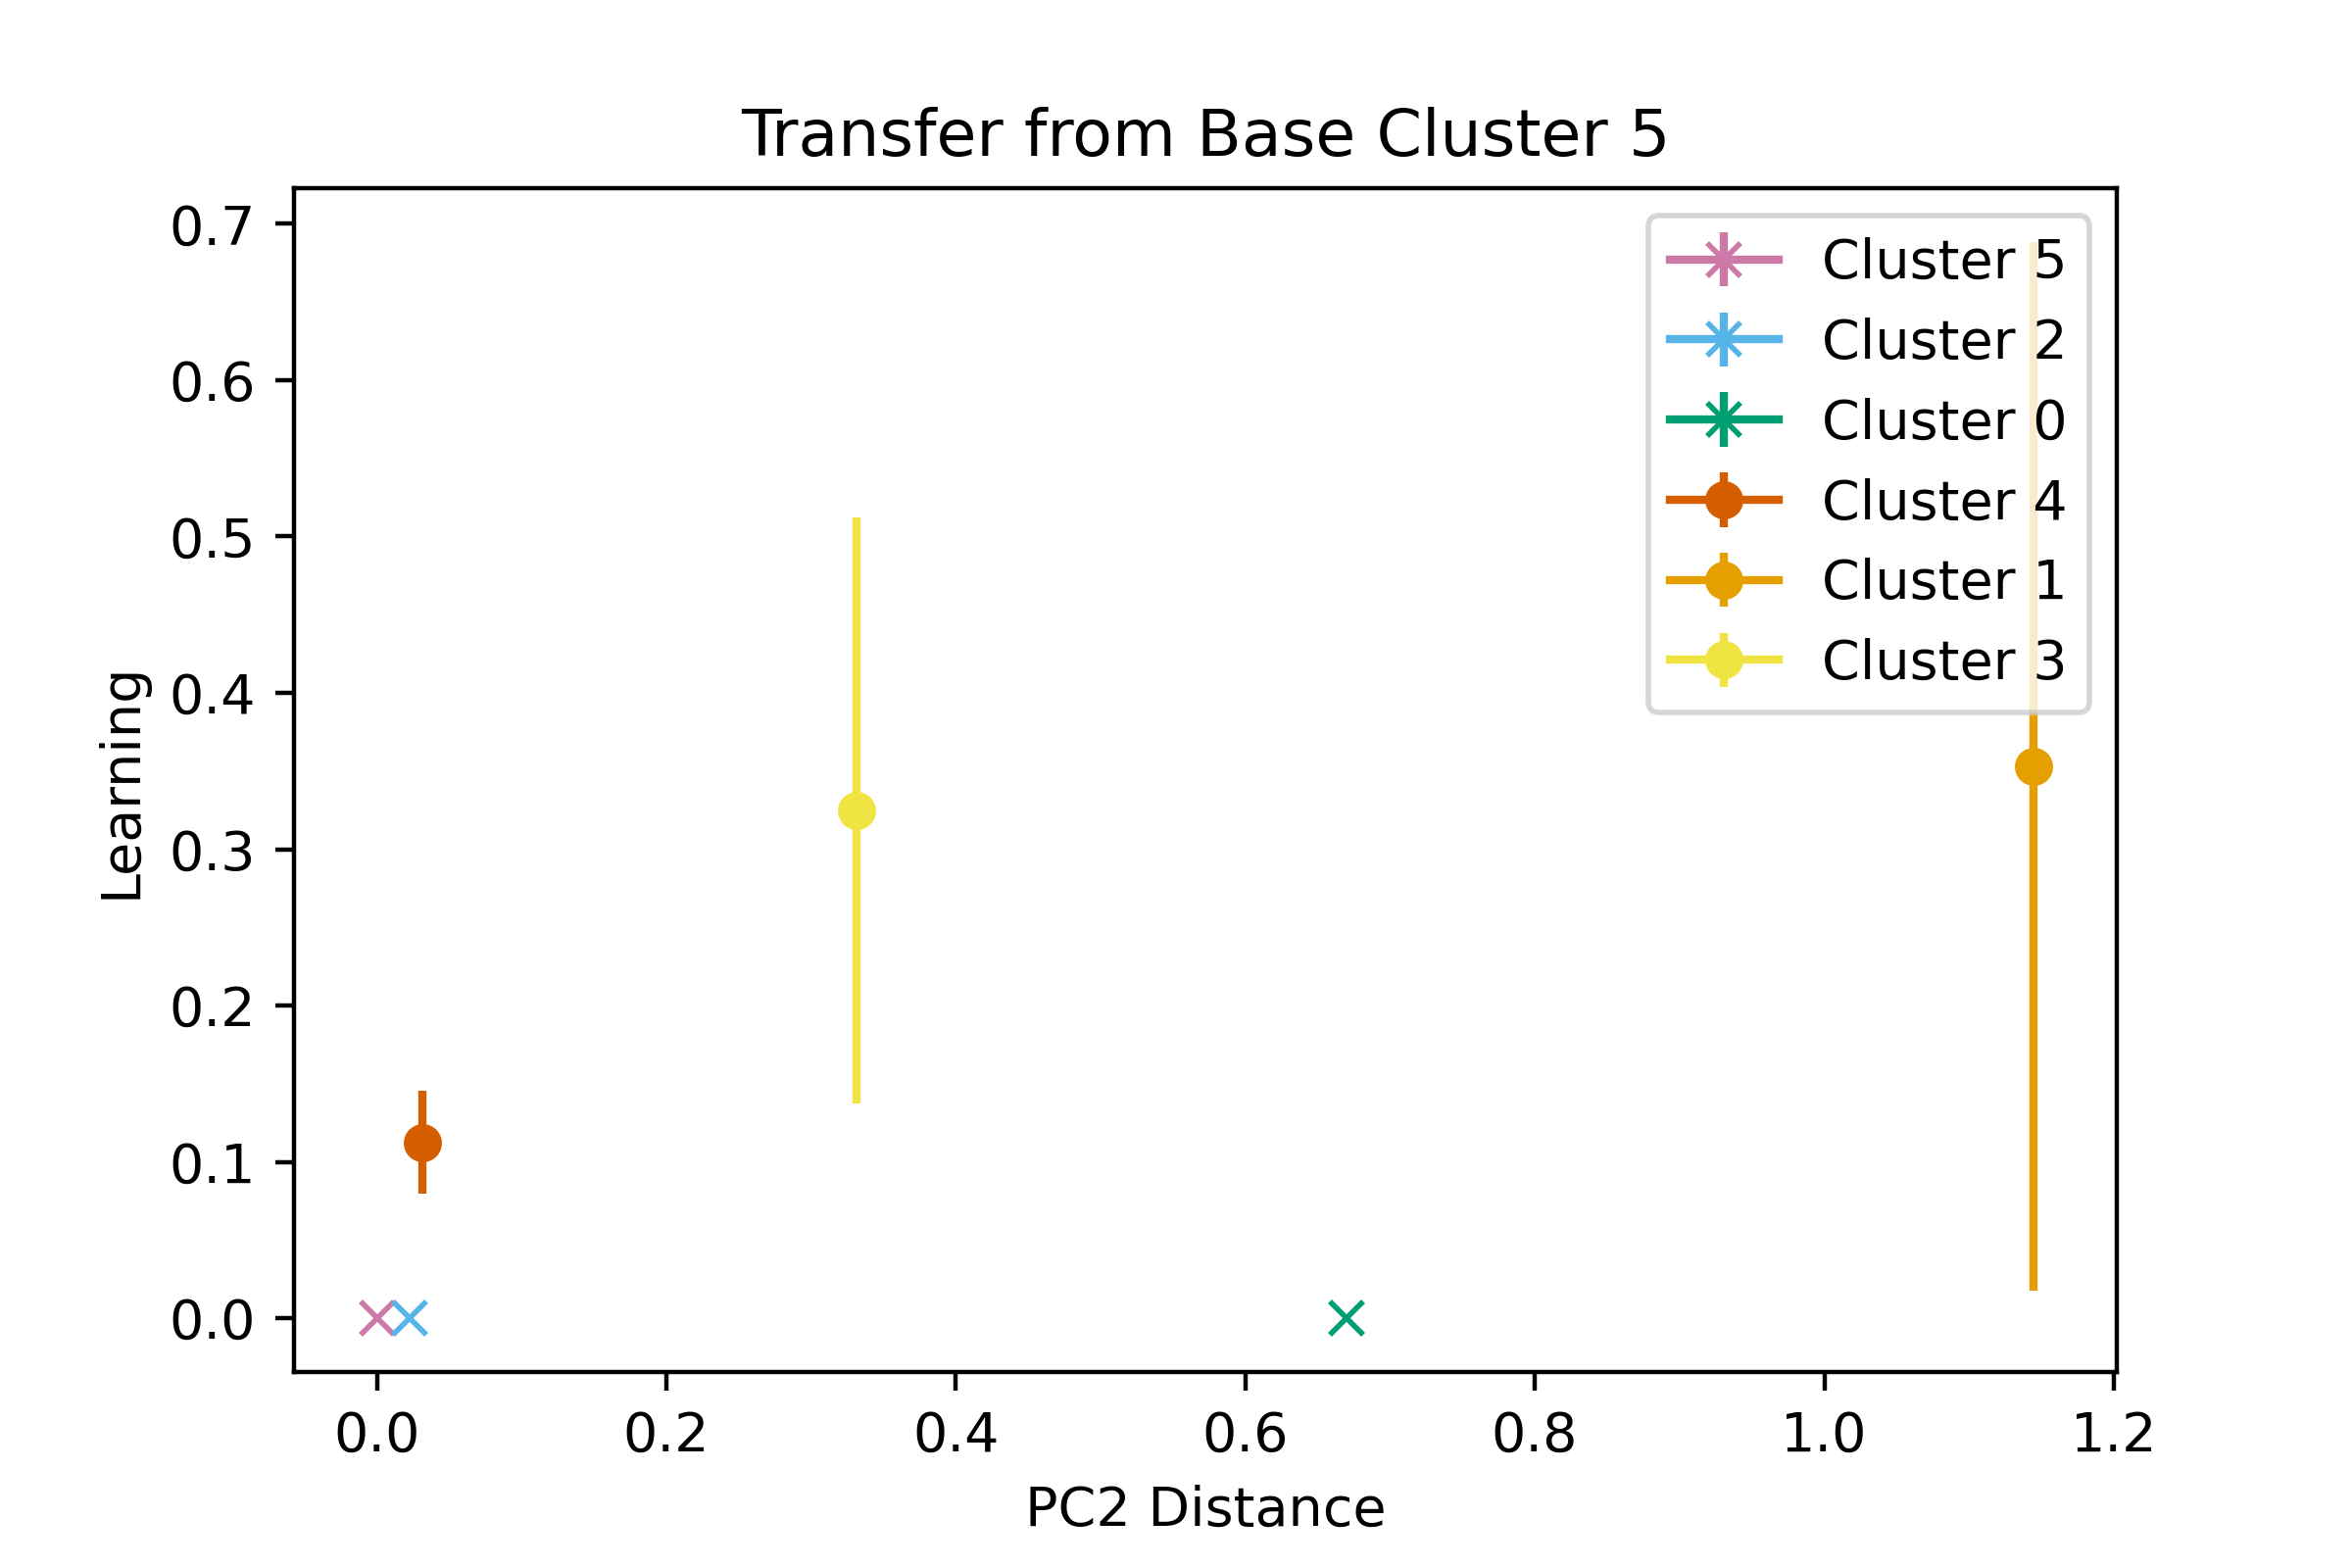 Transfer from Base Cluster 5
0.7
0.6
0.5
0.4
0.3
0.2
0.1
0.0
Learning
Cluster 5
Cluster 2
Cluster 0
Cluster 4
Cluster 1
Cluster 3
0.0 0.2 0.4 0.6 0.8 1.0 1.2
PC2 Distance